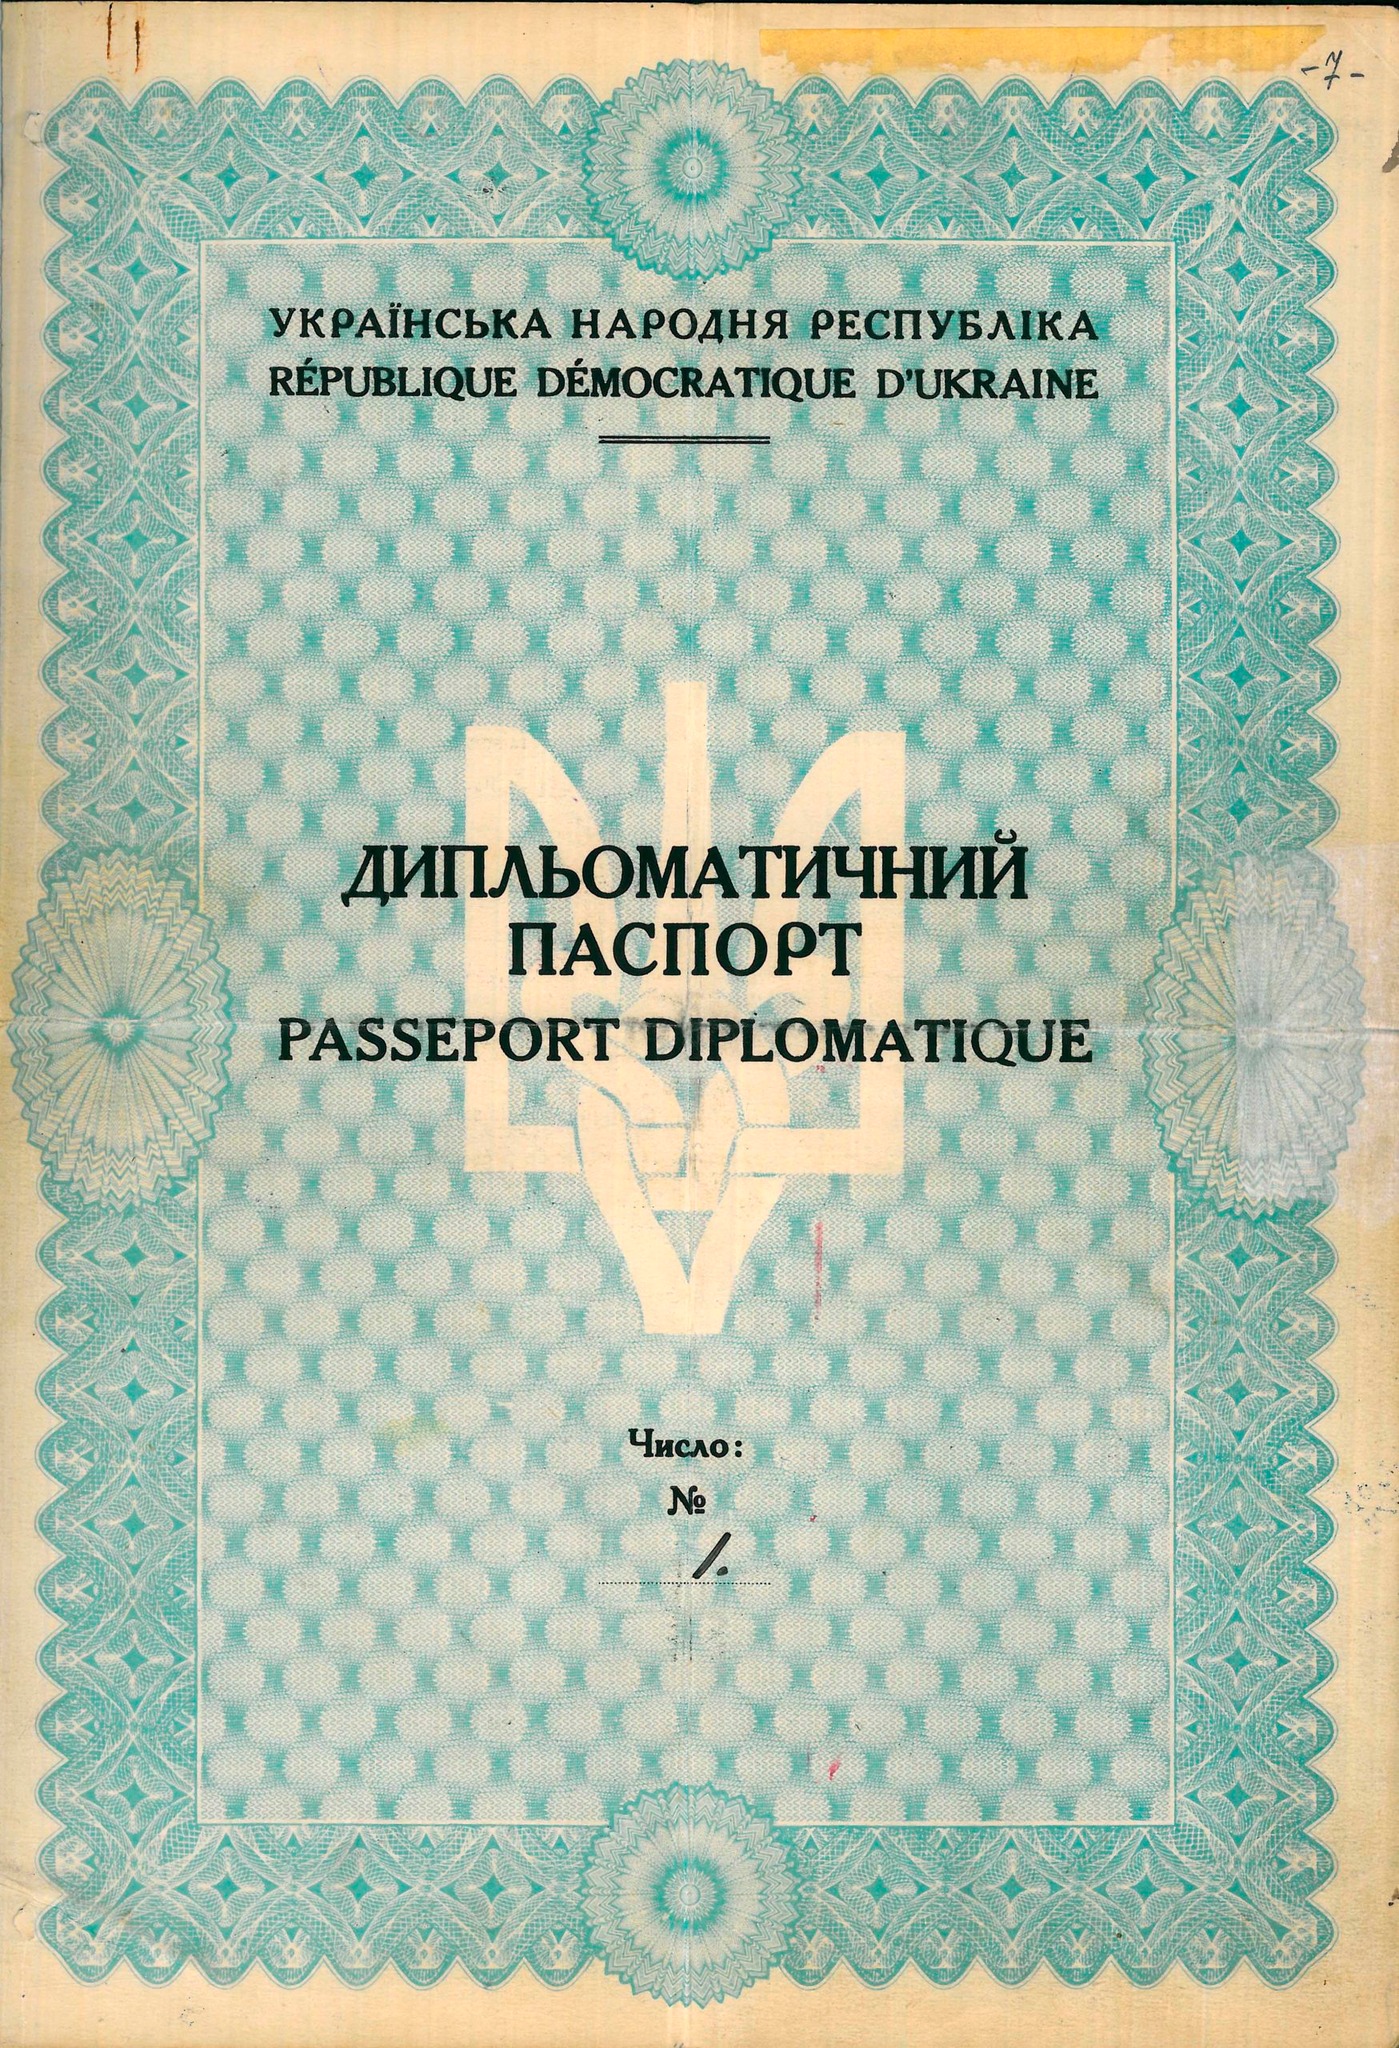 -7-
УКРАЇНСЬКА НАРОДНЯ РЕСПУБЛІКА
RÉPUBLIQUE DÉMOCRATIQUE D'UKRAINE
ДИПЛЬОМАТИЧНИЙ
ПАСПОРТ
PASSEPORT DIPLOMATIQUE
Число:
№
1.